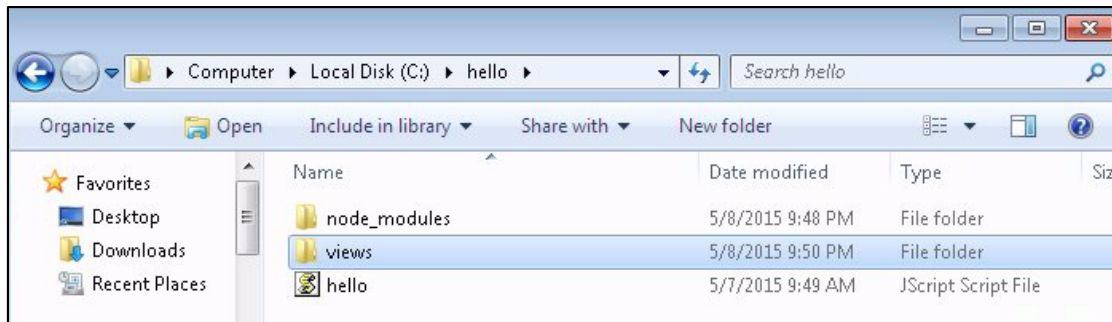 Computer Local Disk (C:) hello Search hello
Organize Open Include in library Share with New folder
Favorites Name Date modified Type Siz
Desktop node_modules 5/8/2015 9:48 PM File folder
Downloads views 5/8/2015 9:50 PM File folder
Recent Places hello 5/7/2015 9:49 AM JScript Script File